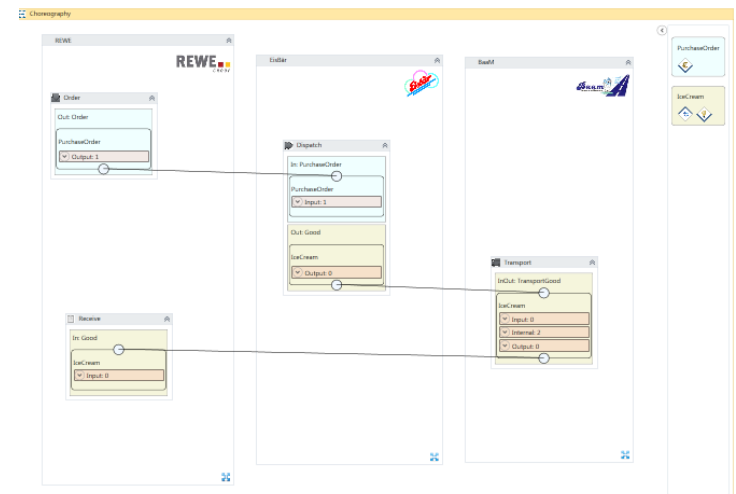 Choreography
REWE
REWE
Order
Out: Order
PurchaseOrder
Output: 1
Receive
In: Good
IceCream
Input: 0
EisBär
Eisbär
Dispatch
In: PurchaseOrder
PurchaseOrder
Input: 1
Out: Good
IceCream
Output: 0
BaaM
Baam
Transport
InOut: TransportGood
IceCream
Input: 0
Internal: 2
Output: 0
PurchaseOrder
IceCream